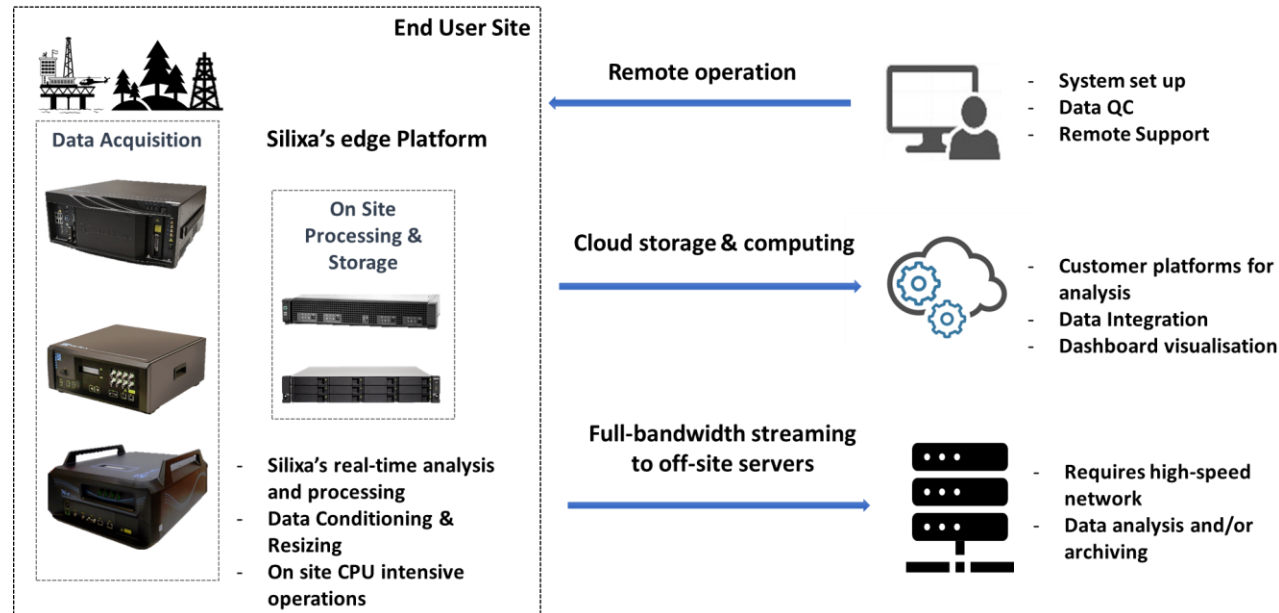 End User Site
Data Acquisition
Silixa's edge Platform
On Site
Processing &
Storage
- Silixa's real-time analysis
and processing
- Data Conditioning &
Resizing
- On site CPU intensive
operations
Remote operation
- System set up
- Data QC
- Remote Support
Cloud storage & computing
- Customer platforms for
analysis
- Data Integration
- Dashboard visualisation
Full-bandwidth streaming
to off-site servers
- Requires high-speed
network
- Data analysis and/or
archiving